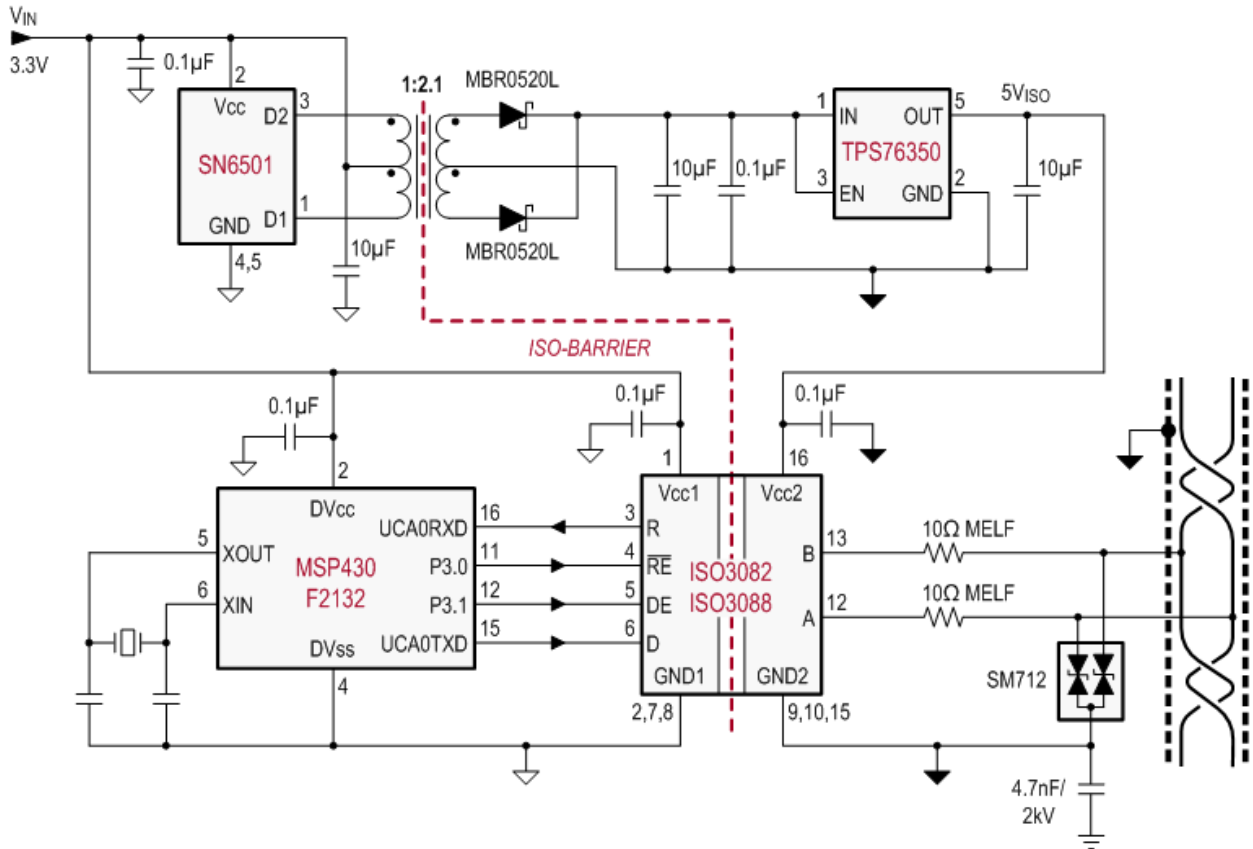 VIN
3.3V
0.1µF
2
Vcc
3
D2
SN6501
D1
1
GND
4,5
10µF
1:2.1
MBR0520L
MBR0520L
10µF
0.1µF
1
IN
OUT
5
TPS76350
3
EN
GND
2
5VISO
10µF
ISO-BARRIER
0.1µF
2
DVcc
5
XOUT
6
XIN
MSP430
F2132
UCA0RXD
16
P3.0
11
P3.1
12
UCA0TXD
15
DVss
4
0.1µF
1
Vcc1
3
R
4
RE
5
DE
6
D
GND1
2,7,8
ISO3082
ISO3088
0.1µF
16
Vcc2
B
13
A
12
GND2
9,10,15
10Ω MELF
10Ω MELF
SM712
4.7nF/
2kV